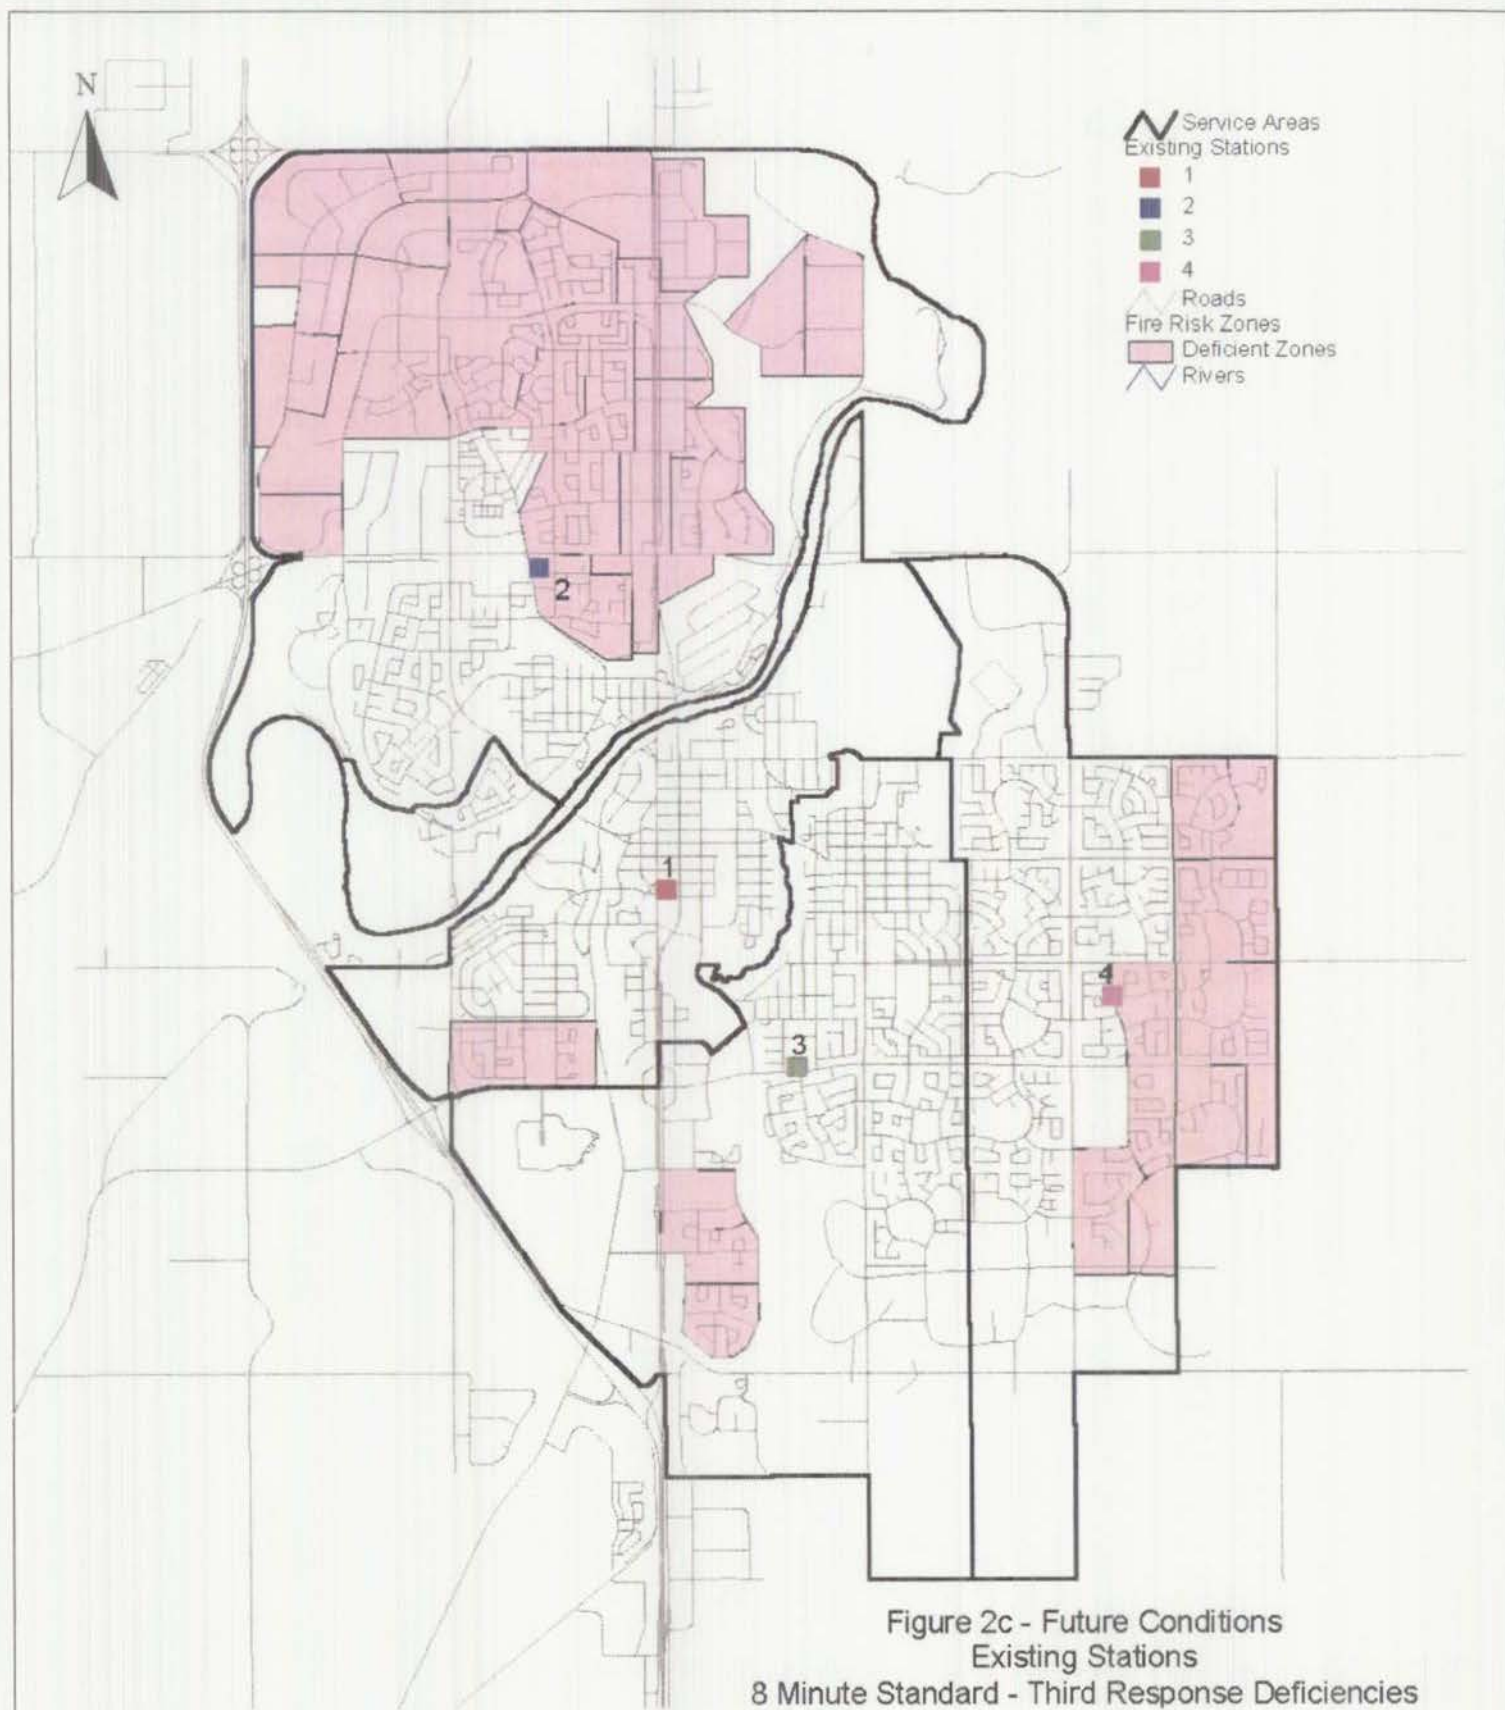 N
Service Areas
Existing Stations
1
2
3
4
Roads
Fire Risk Zones
Deficient Zones
Rivers
2
1
4
3
Figure 2c - Future Conditions
Existing Stations
8 Minute Standard - Third Response Deficiencies